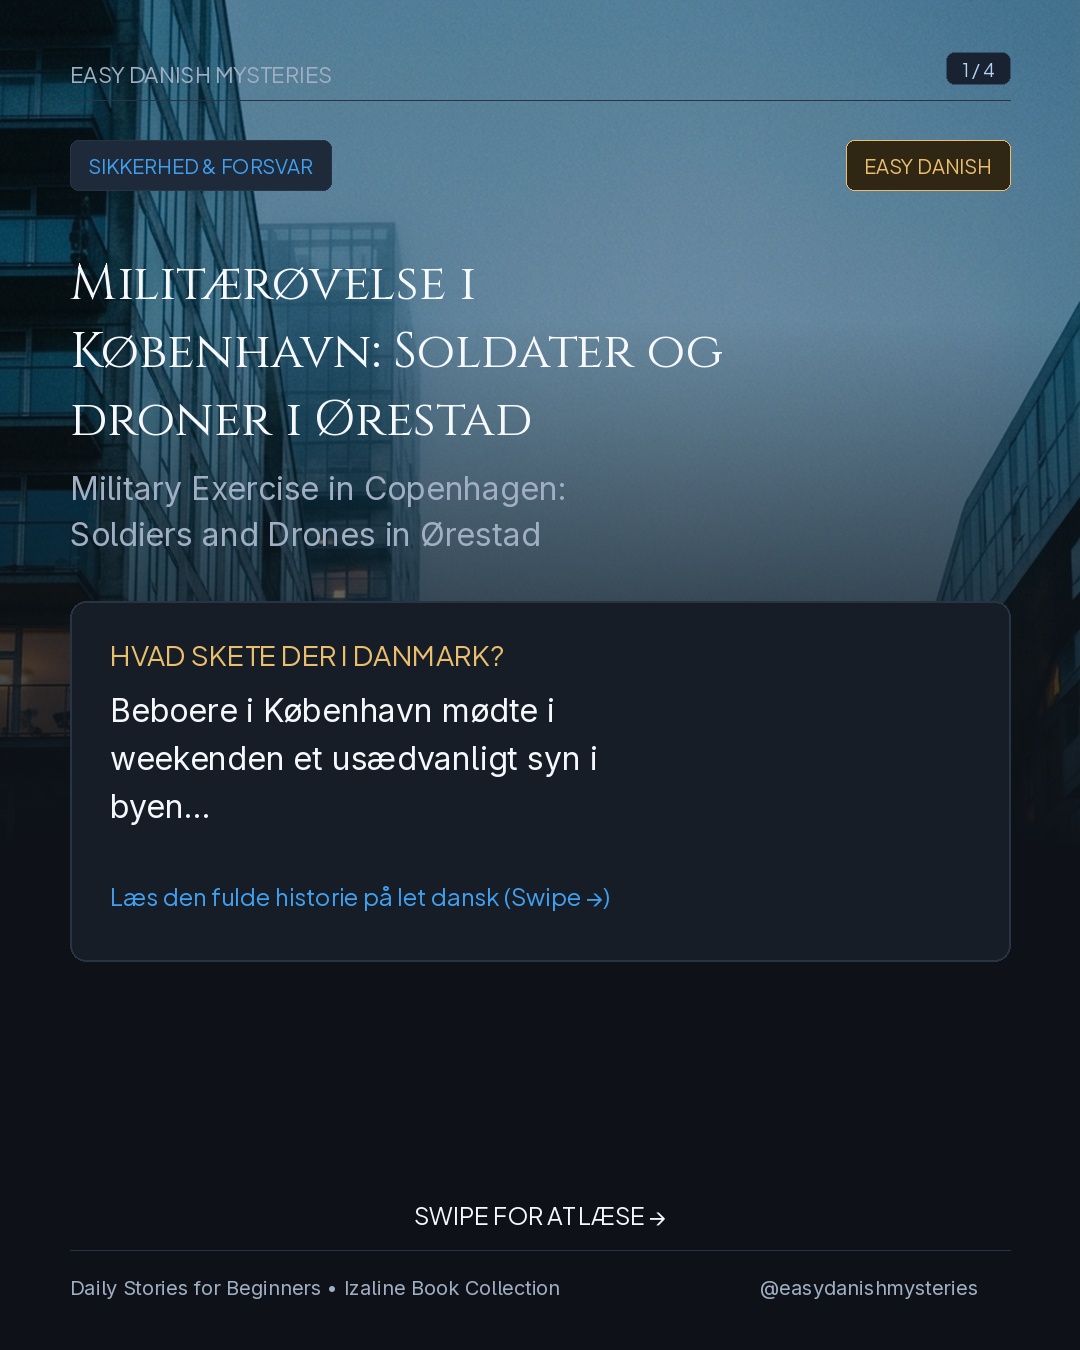 EASY DANISH MYSTERIES
1/4
SIKKERHED & FORSVAR
EASY DANISH
MILITÆRØVELSE I
KØBENHAVN: SOLDATER OG
DRONER I ØRESTAD
Military Exercise in Copenhagen:
Soldiers and Drones in Ørestad
HVAD SKETE DER I DANMARK?
Beboere i København mødte i
weekenden et usædvanligt syn i
byen...
Læs den fulde historie på let dansk (Swipe →)
SWIPE FOR AT LÆSE →
Daily Stories for Beginners • Izaline Book Collection
@easydanishmysteries